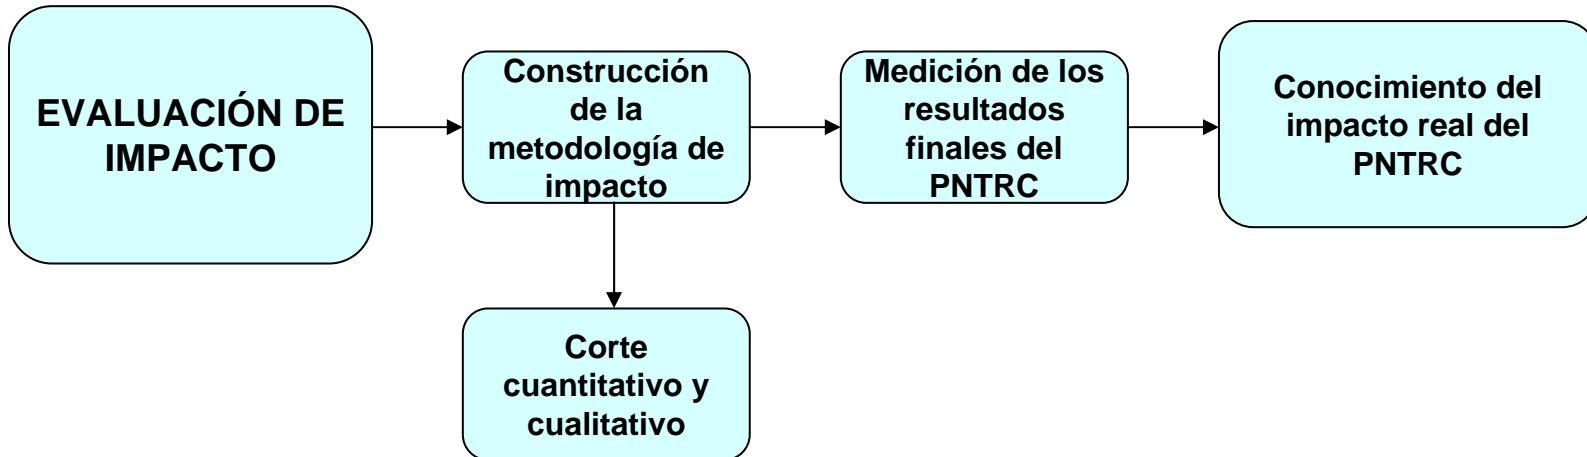 EVALUACIÓN DE
IMPACTO
Construcción
de la
metodología de
impacto
Medición de los
resultados
finales del
PNTRC
Conocimiento del
impacto real del
PNTRC
Corte
cuantitativo y
cualitativo